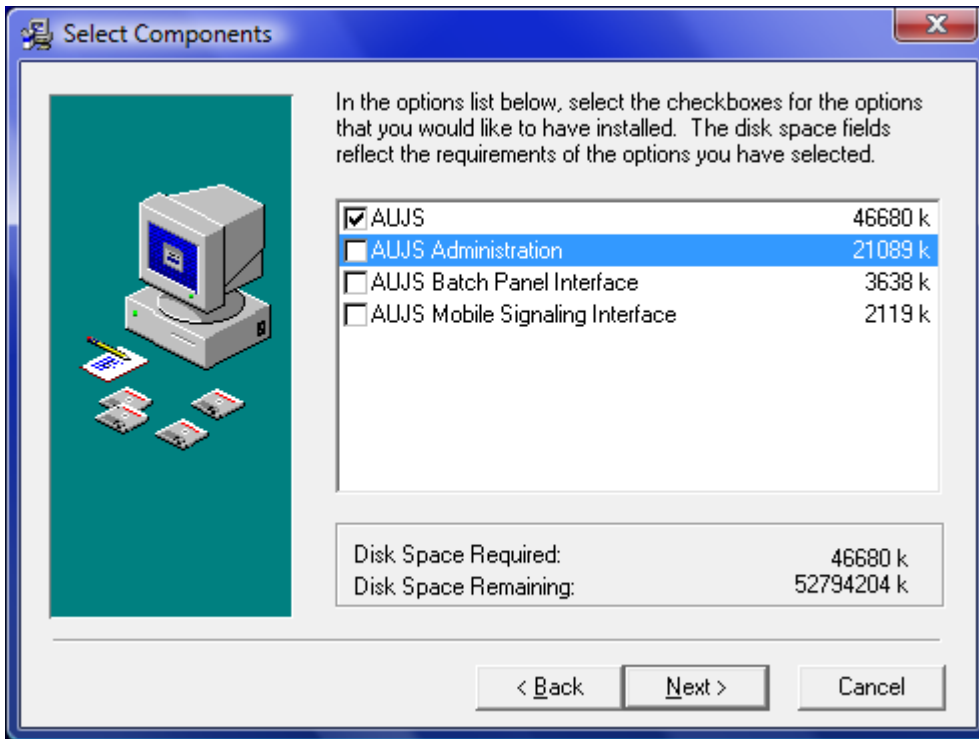 Select Components
In the options list below, select the checkboxes for the options
that you would like to have installed.  The disk space fields
reflect the requirements of the options you have selected.
AUJS 46680 k
AUJS Administration 21089 k
AUJS Batch Panel Interface 3638 k
AUJS Mobile Signaling Interface 2119 k
Disk Space Required: 46680 k
Disk Space Remaining: 52794204 k
< Back Next > Cancel